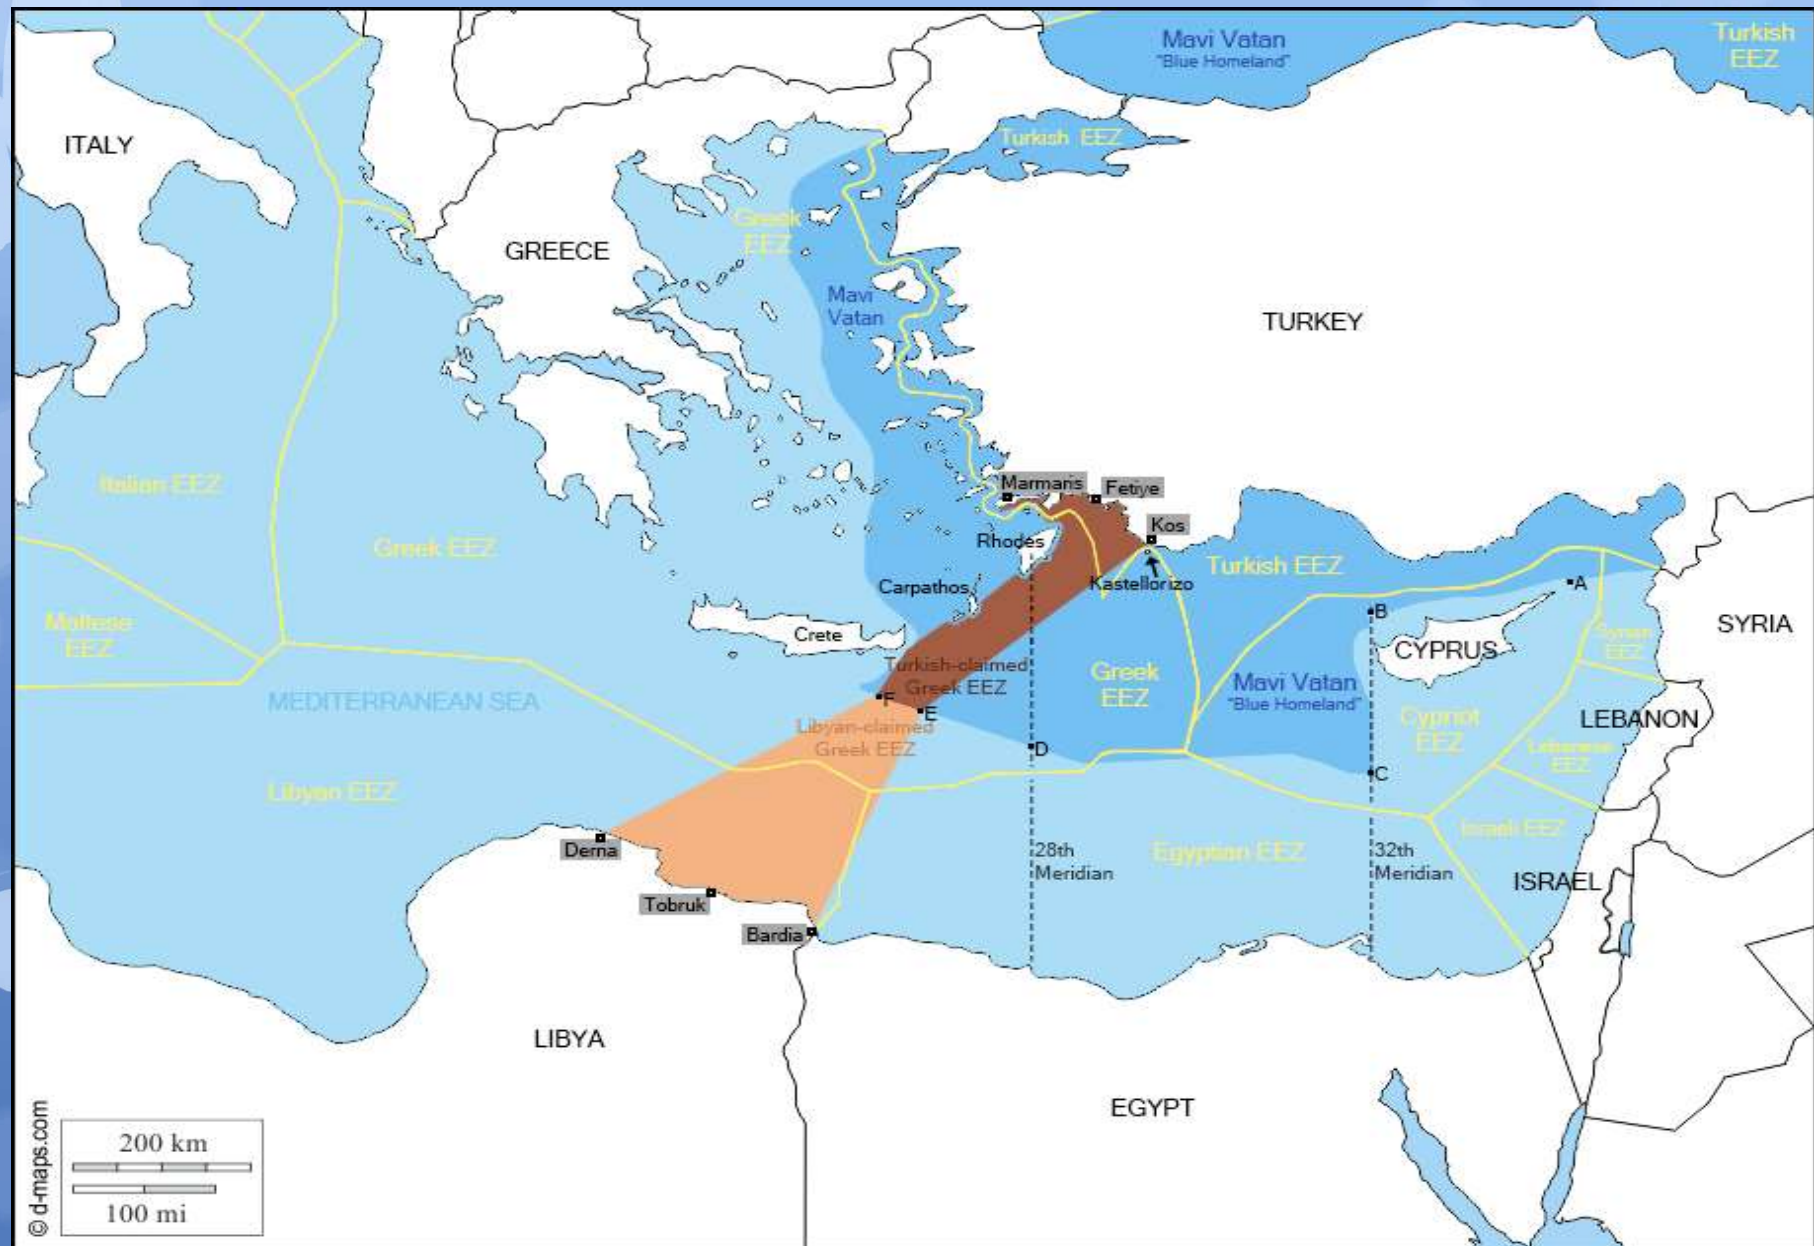 Mavi Vatan
"Blue Homeland"
Turkish
EEZ
ITALY
Turkish EEZ
Greek
EEZ
GREECE
Mavi
Vatan
TURKEY
Italian EEZ
Marmaris
Fetiye
Kos
Greek EEZ
Rhodes
Turkish EEZ
Kastellorizo
Carpathos
A
B
Maltese
EEZ
Crete
CYPRUS
Syrian
EEZ
SYRIA
Turkish-claimed
Greek EEZ
Greek
EEZ
Mavi Vatan
"Blue Homeland"
MEDITERRANEAN SEA
F
E
Libyan-claimed
Greek EEZ
Cypriot
EEZ
LEBANON
D
Lebanese
EEZ
C
Libyan EEZ
Israeli EEZ
Derna
28th
Meridian
Egyptian EEZ
32th
Meridian
ISRAEL
Tobruk
Bardia
LIBYA
EGYPT
200 km
100 mi
© d-maps.com